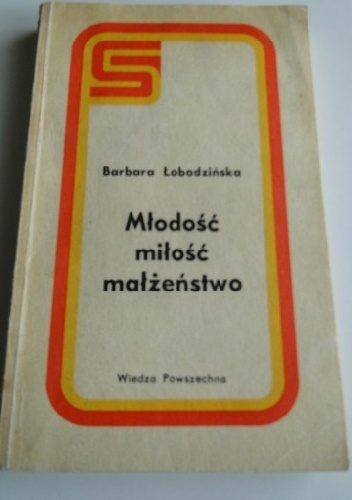 S
Barbara Łobodzińska
Młodość
miłość
małżeństwo
Wiedza Powszechna